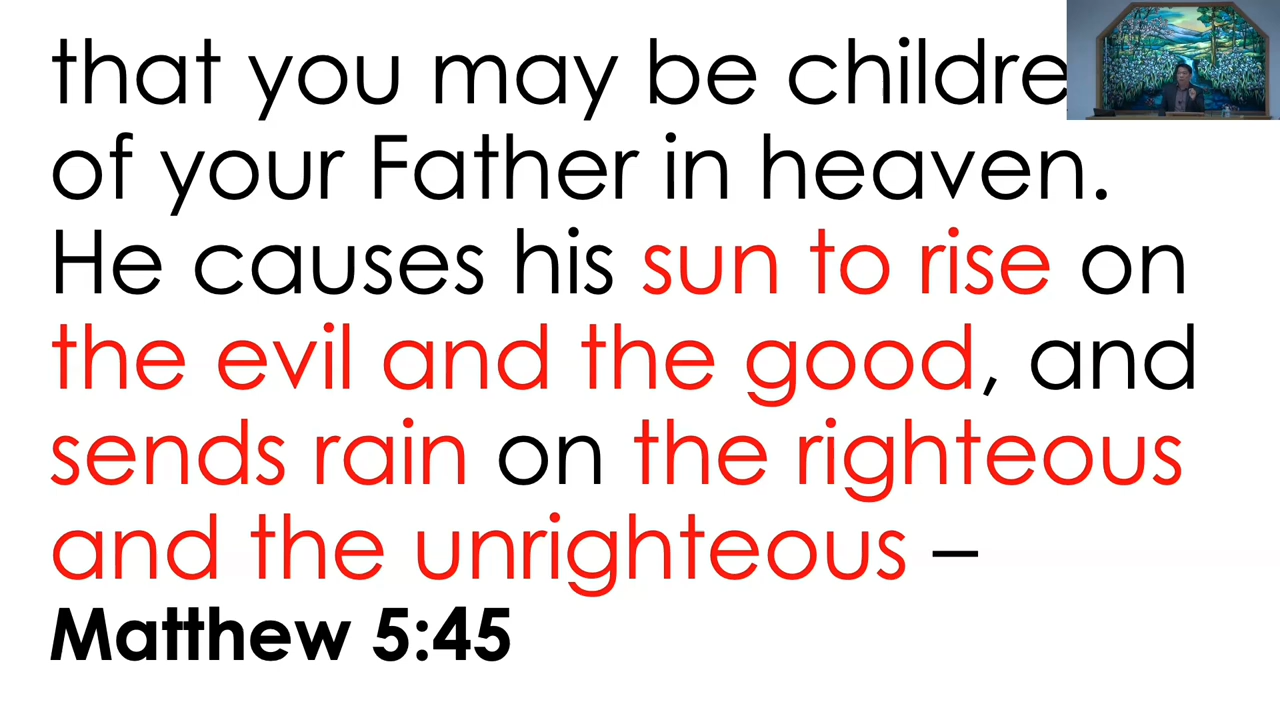 that you may be childre
of your Father in heaven.
He causes his sun to rise on
the evil and the good, and
sends rain on the righteous
and the unrighteous –
Matthew 5:45